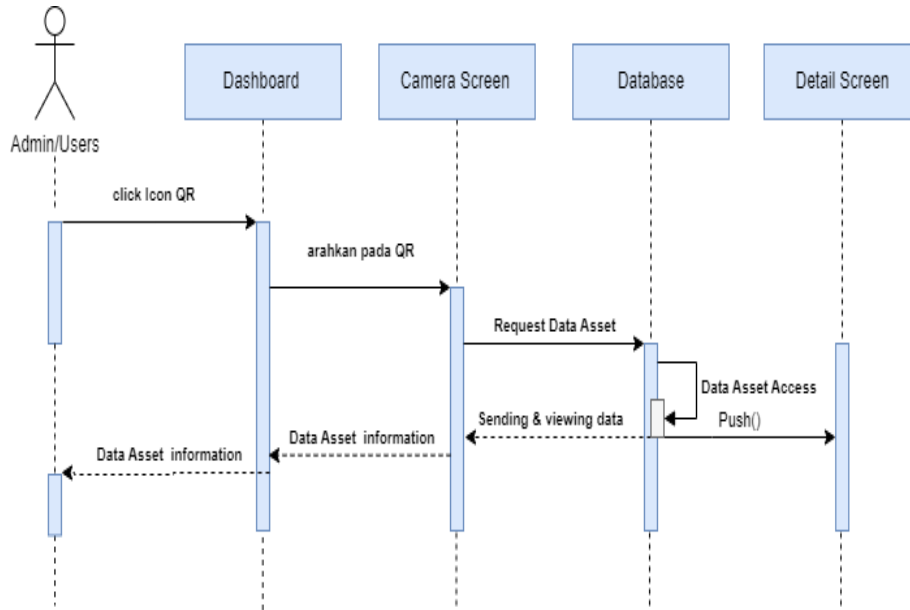 Dashboard
Camera Screen
Database
Detail Screen
Admin/Users
click Icon QR
arahkan pada QR
Request Data Asset
Data Asset Access
Sending & viewing data
Push()
Data Asset information
Data Asset information